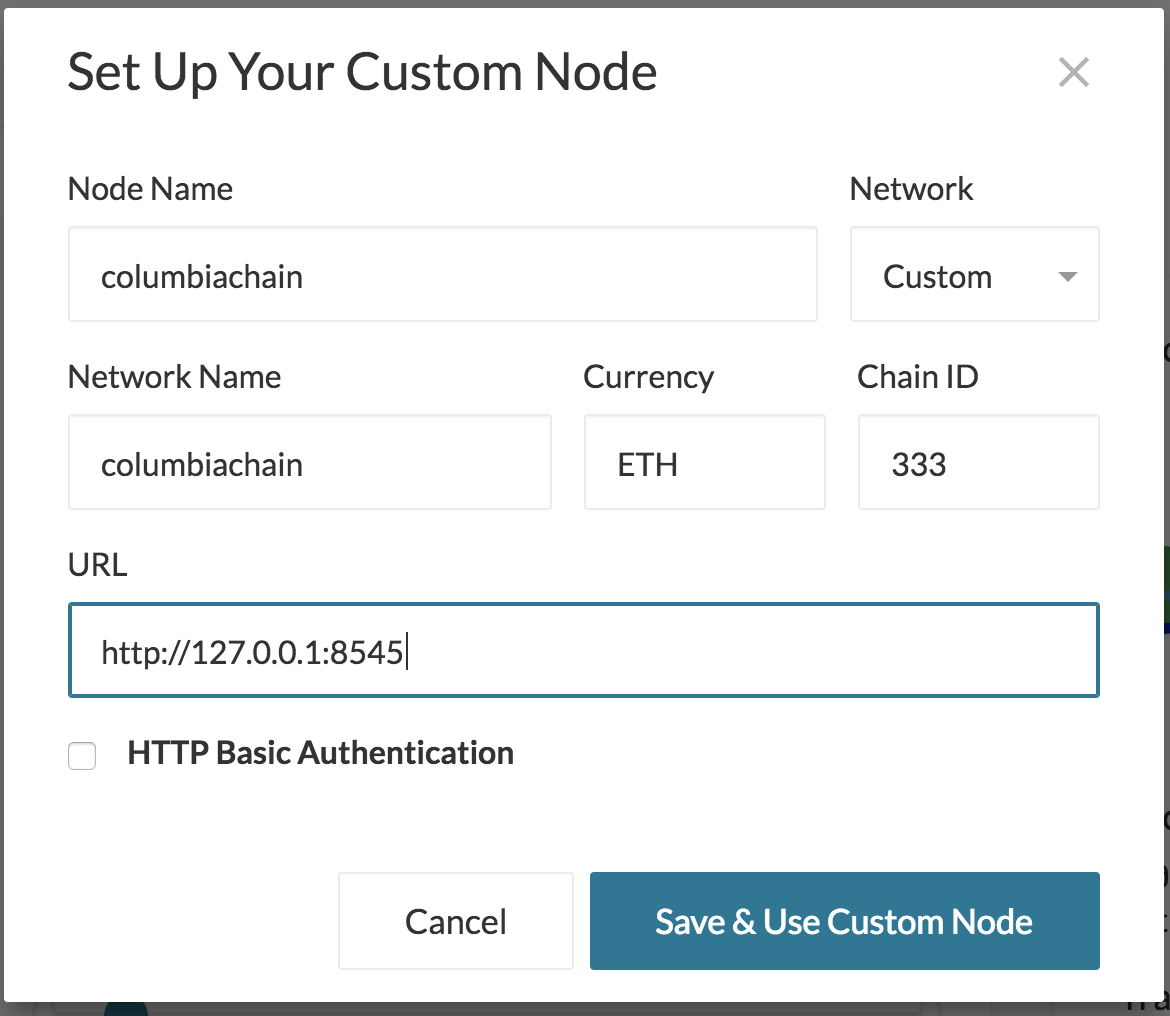 Set Up Your Custom Node
Node Name
Network
columbiachain
Custom
Network Name
Currency
Chain ID
columbiachain
ETH
333
URL
http://127.0.0.1:8545
HTTP Basic Authentication
Cancel
Save & Use Custom Node